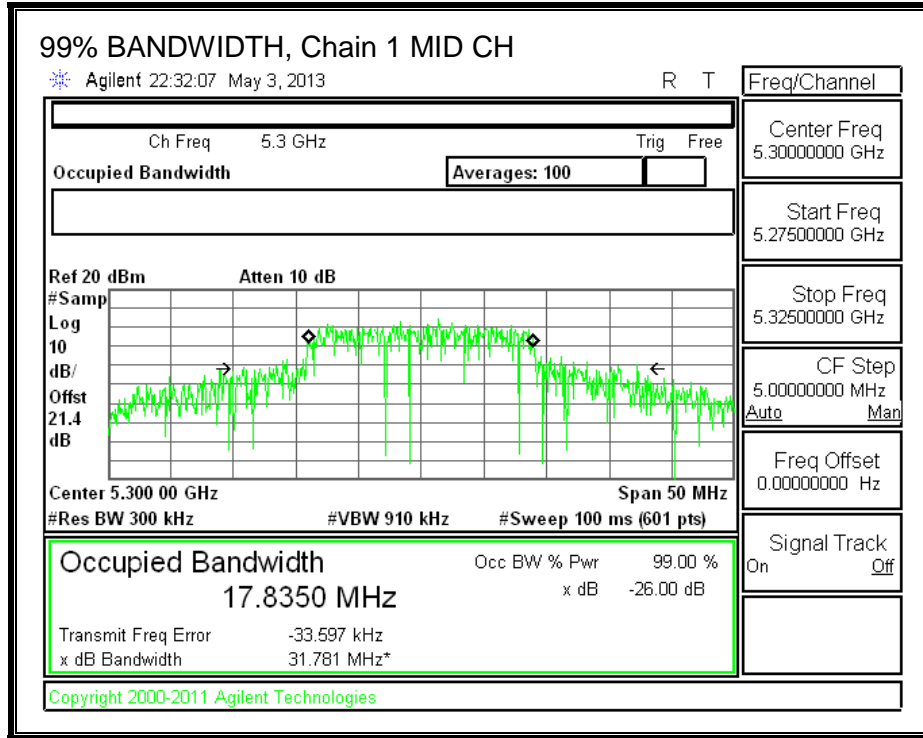 99% BANDWIDTH, Chain 1 MID CH
Agilent 22:32:07 May 3, 2013 R T
Freq/Channel
Ch Freq 5.3 GHz Trig Free
Occupied Bandwidth Averages: 100
Center Freq
5.30000000 GHz
Start Freq
5.27500000 GHz
Stop Freq
5.32500000 GHz
CF Step
5.00000000 MHz
Auto Man
Freq Offset
0.00000000 Hz
Signal Track
On Off
Ref 20 dBm Atten 10 dB
#Samp
Log
10
dB/
Offst
21.4
dB
Center 5.300 00 GHz Span 50 MHz
#Res BW 300 kHz #VBW 910 kHz #Sweep 100 ms (601 pts)
Occupied Bandwidth Occ BW % Pwr 99.00 %
17.8350 MHz x dB -26.00 dB
Transmit Freq Error -33.597 kHz
x dB Bandwidth 31.781 MHz*
Copyright 2000-2011 Agilent Technologies